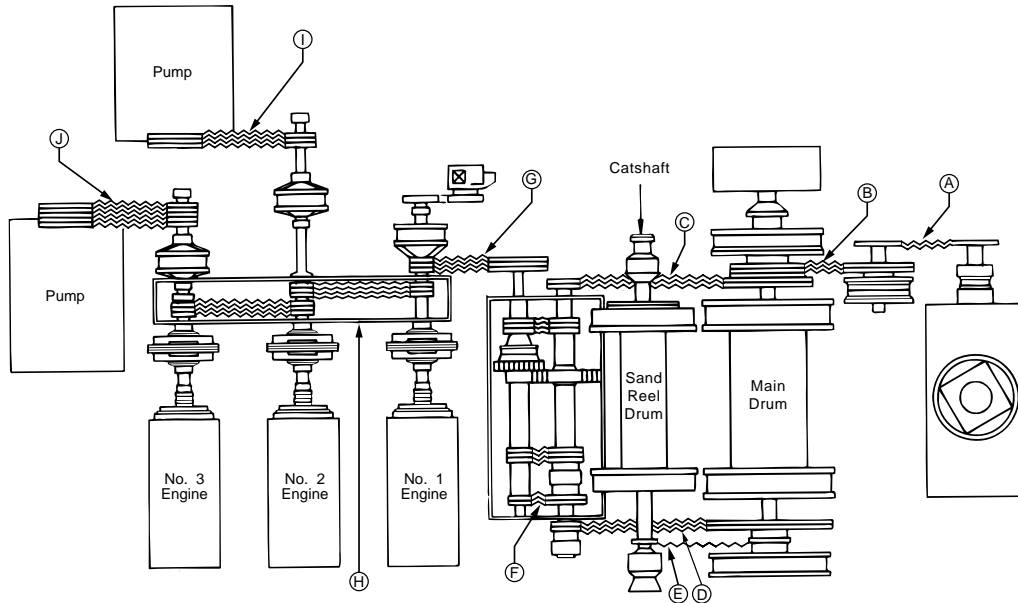 I
Pump
J
G
Catshaft
A
B
C
Pump
Sand
Reel
Drum
Main
Drum
No. 3
Engine
No. 2
Engine
No. 1
Engine
F
H
E
D